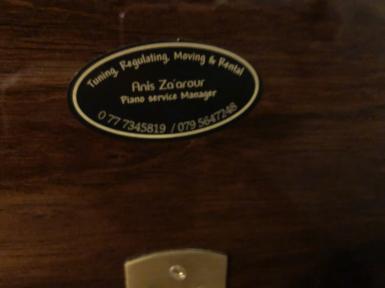 Tuning, Regulating, Moving & Rental
Anis Za'arour
Piano service Manager
0 77 7345819 / 079 5647248